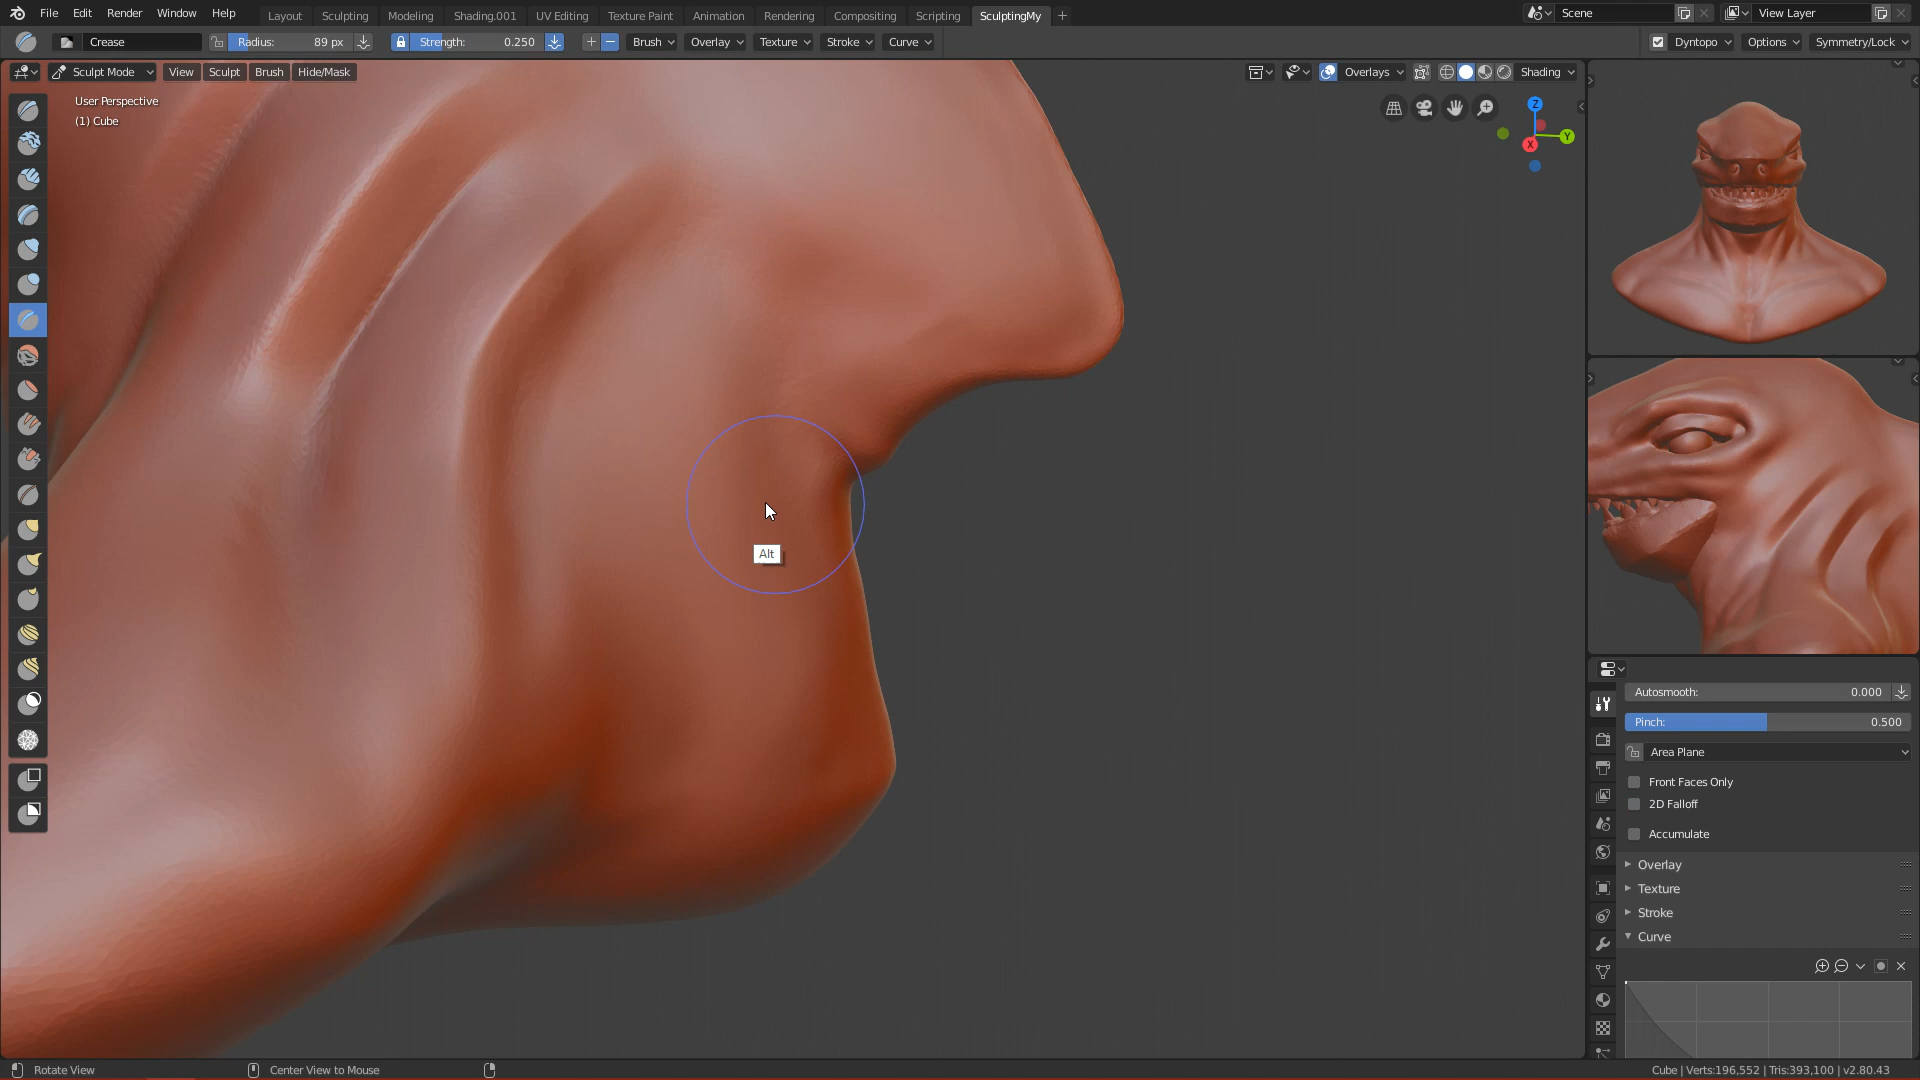 File Edit Render Window Help Layout Sculpting Modeling Shading.001 UV Editing Texture Paint Animation Rendering Compositing Scripting SculptingMy + Scene View Layer
Crease Radius: 89 px Strength: 0.250 Brush Overlay Texture Stroke Curve Dyntopo Options Symmetry/Lock
Sculpt Mode View Sculpt Brush Hide/Mask Overlays Shading
User Perspective
(1) Cube
Z
Y
X
Alt
Autosmooth: 0.000
Pinch: 0.500
Area Plane
Front Faces Only
2D Falloff
Accumulate
Overlay
Texture
Stroke
Curve
Rotate View Center View to Mouse Cube | Verts:196,552 | Tris:393,100 | v2.80.43